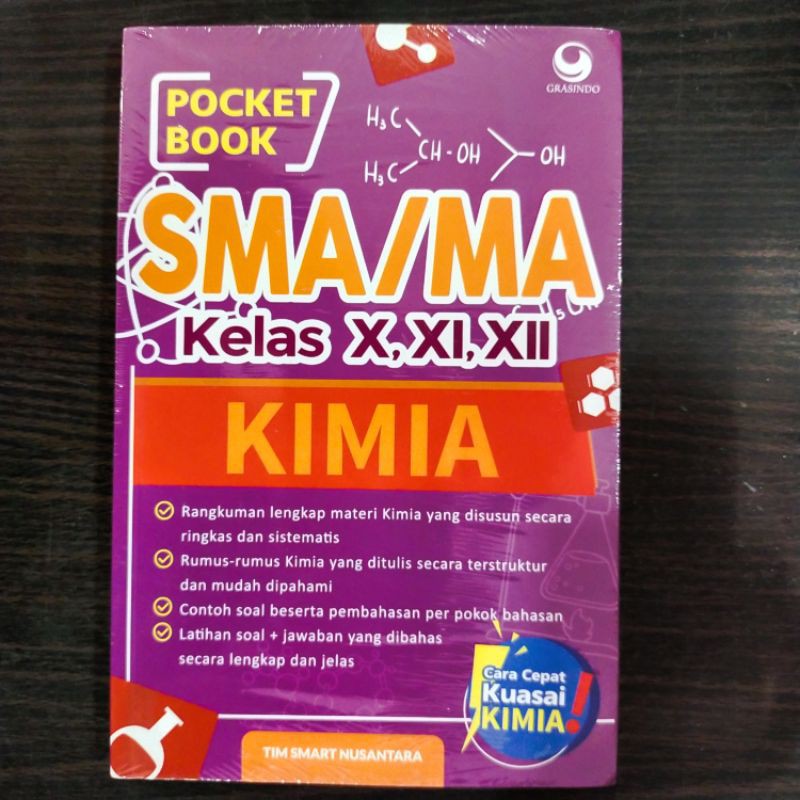 POCKET
BOOK
GRASINDO
H₃C
CH - OH
OH
H₃C
SMA/MA
Kelas X, XI, XII
KIMIA
Rangkuman lengkap materi Kimia yang disusun secara
ringkas dan sistematis
Rumus-rumus Kimia yang ditulis secara terstruktur
dan mudah dipahami
Contoh soal beserta pembahasan per pokok bahasan
Latihan soal + jawaban yang dibahas
secara lengkap dan jelas
Cara Cepat
Kuasai
KIMIA!
TIM SMART NUSANTARA